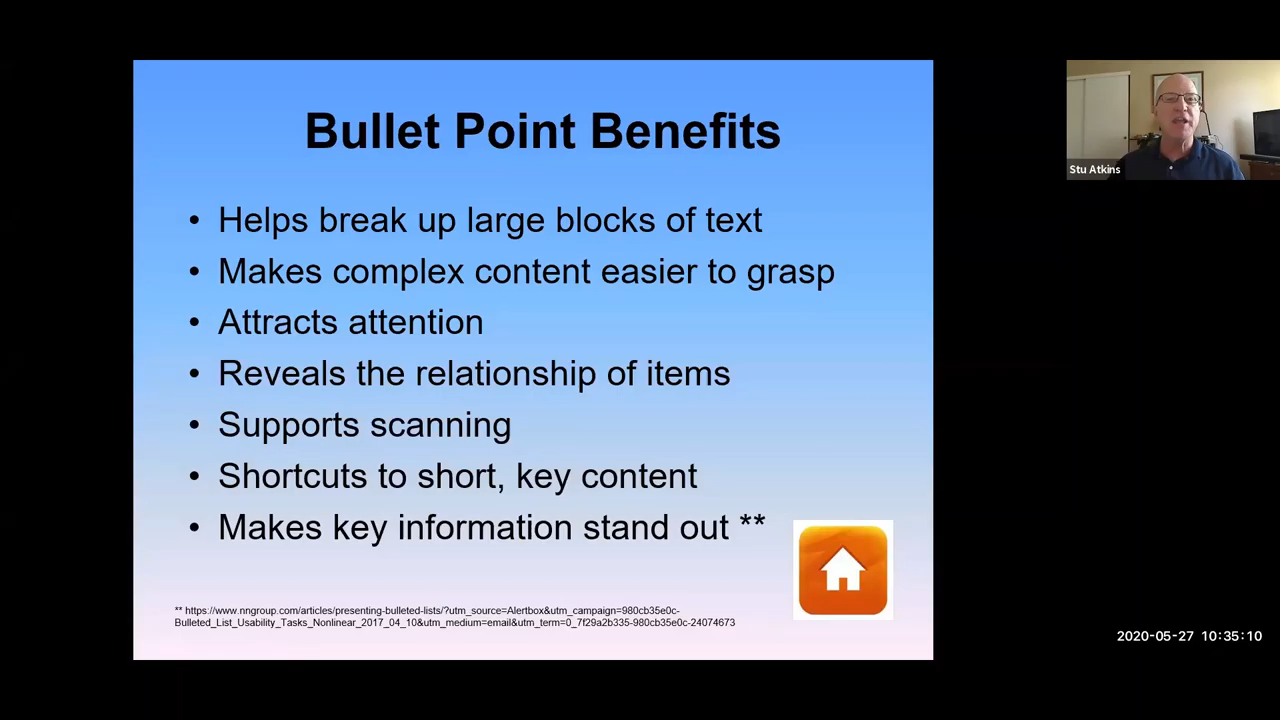 Bullet Point Benefits
• Helps break up large blocks of text
• Makes complex content easier to grasp
• Attracts attention
• Reveals the relationship of items
• Supports scanning
• Shortcuts to short, key content
• Makes key information stand out **
** https://www.nngroup.com/articles/presenting-bulleted-lists/?utm_source=Alertbox&utm_campaign=980cb35e0c-
Bulleted_List_Usability_Tasks_Nonlinear_2017_04_10&utm_medium=email&utm_term=0_7f29a2b335-980cb35e0c-24074673
Stu Atkins
2020-05-27 10:35:10